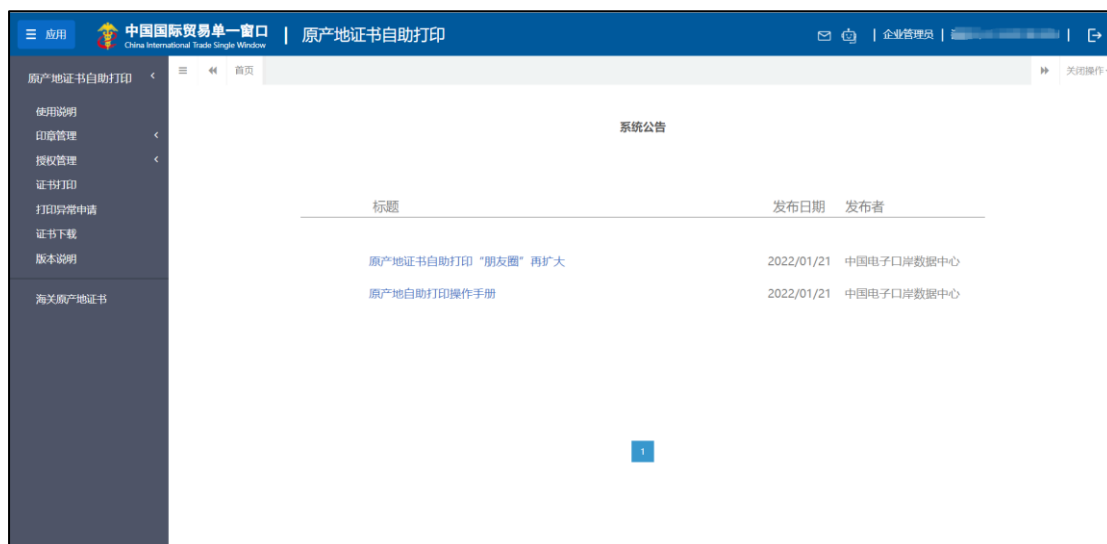 应用
中国国际贸易单一窗口
China International Trade Single Window
原产地证书自助打印
企业管理员
原产地证书自助打印
首页
关闭操作
使用说明
印章管理
授权管理
证书打印
打印异常申请
证书下载
版本说明
海关原产地证书
系统公告
标题 发布日期 发布者
原产地证书自助打印“朋友圈”再扩大 2022/01/21 中国电子口岸数据中心
原产地自助打印操作手册 2022/01/21 中国电子口岸数据中心
1